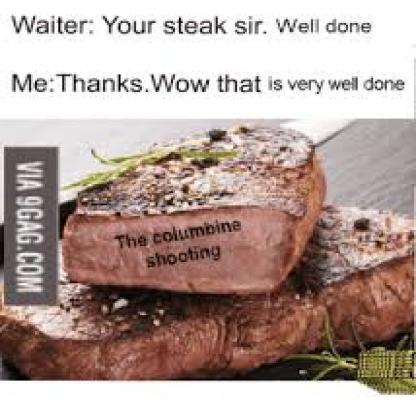 Waiter: Your steak sir. Well done
Me:Thanks.Wow that is very well done
VIA 9GAG.COM
The columbine
shooting